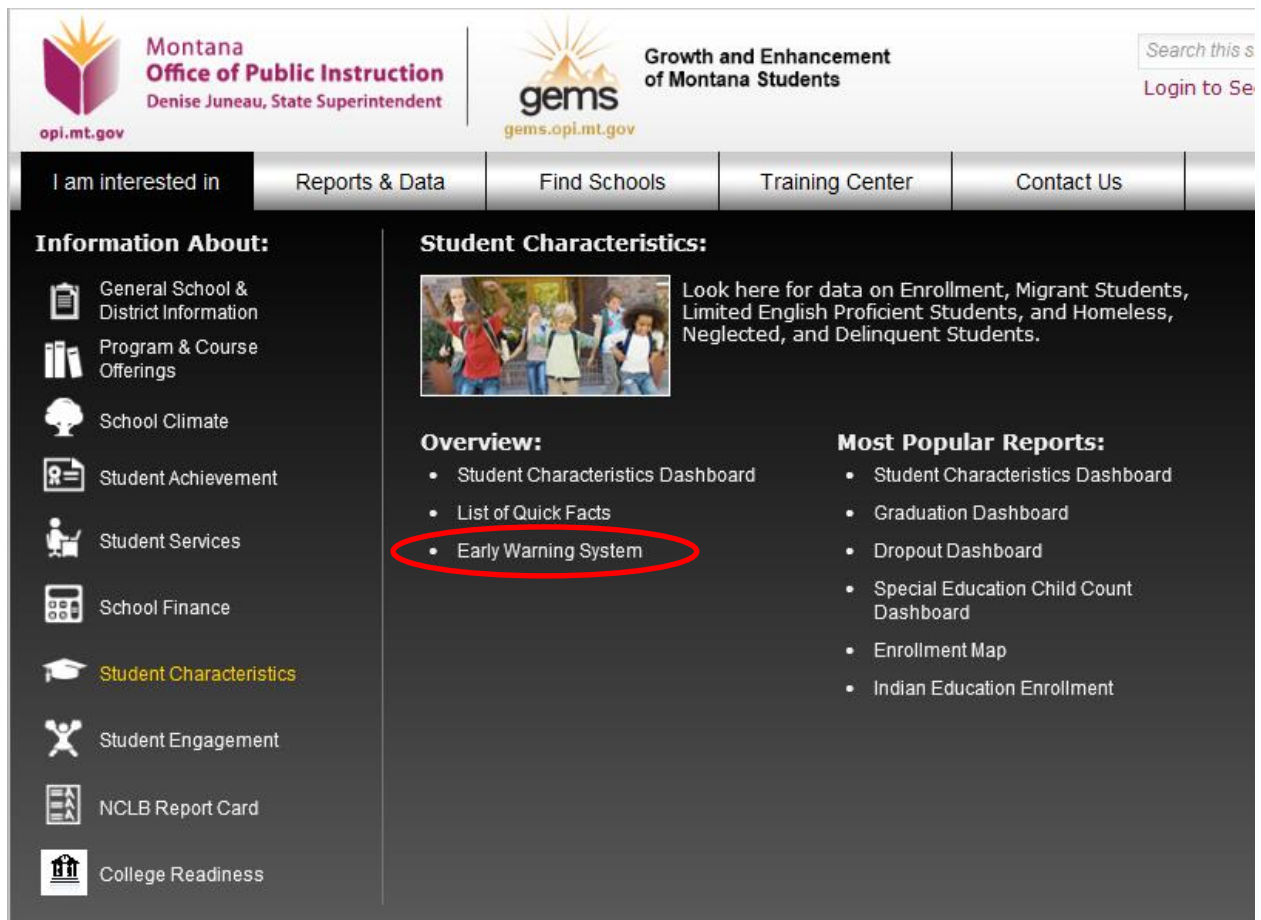 Montana
Office of Public Instruction
Denise Juneau, State Superintendent
opi.mt.gov
gems
gems.opi.mt.gov
Growth and Enhancement
of Montana Students
Search this s
Login to Se
I am interested in
Reports & Data
Find Schools
Training Center
Contact Us
Information About:
General School &
District Information
Program & Course
Offerings
School Climate
Student Achievement
Student Services
School Finance
Student Characteristics
Student Engagement
NCLB Report Card
College Readiness
Student Characteristics:
Look here for data on Enrollment, Migrant Students,
Limited English Proficient Students, and Homeless,
Neglected, and Delinquent Students.
Overview:
• Student Characteristics Dashboard
• List of Quick Facts
• Early Warning System
Most Popular Reports:
• Student Characteristics Dashboard
• Graduation Dashboard
• Dropout Dashboard
• Special Education Child Count
Dashboard
• Enrollment Map
• Indian Education Enrollment